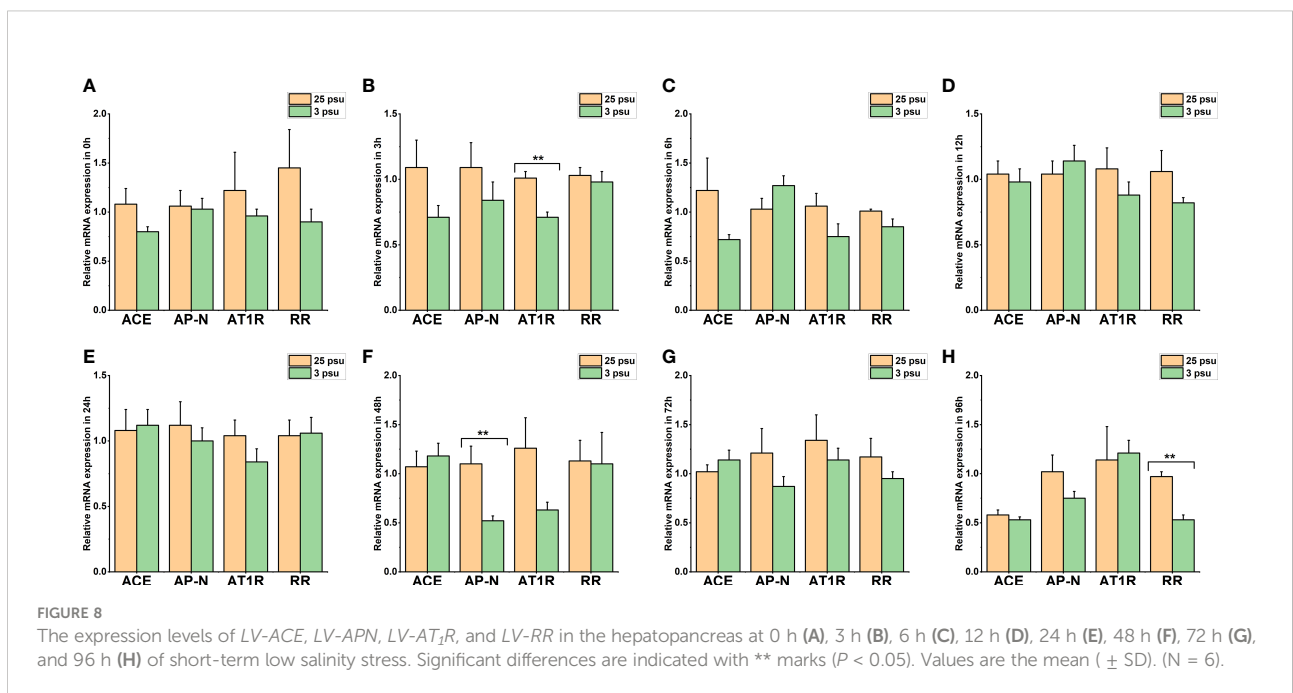 A
25 psu
3 psu
Relative mRNA expression in 0h
2.0
1.5
1.0
0.5
0.0
ACE AP-N AT1R RR
B
25 psu
3 psu
Relative mRNA expression in 3h
1.5
1.0
0.5
0.0
**
ACE AP-N AT1R RR
C
25 psu
3 psu
Relative mRNA expression in 6h
2.0
1.5
1.0
0.5
0.0
ACE AP-N AT1R RR
D
25 psu
3 psu
Relative mRNA expression in 12h
1.5
1.0
0.5
0.0
ACE AP-N AT1R RR
E
25 psu
3 psu
Relative mRNA expression in 24h
1.5
1.0
0.5
0.0
ACE AP-N AT1R RR
F
25 psu
3 psu
Relative mRNA expression in 48h
2.0
1.5
1.0
0.5
0.0
**
ACE AP-N AT1R RR
G
25 psu
3 psu
Relative mRNA expression in 72h
2.0
1.5
1.0
0.5
0.0
ACE AP-N AT1R RR
H
25 psu
3 psu
Relative mRNA expression in 96h
2.0
1.5
1.0
0.5
0.0
**
ACE AP-N AT1R RR
FIGURE 8
The expression levels of LV-ACE, LV-APN, LV-AT₁R, and LV-RR in the hepatopancreas at 0 h (A), 3 h (B), 6 h (C), 12 h (D), 24 h (E), 48 h (F), 72 h (G),
and 96 h (H) of short-term low salinity stress. Significant differences are indicated with ** marks (P < 0.05). Values are the mean ( ± SD). (N = 6).